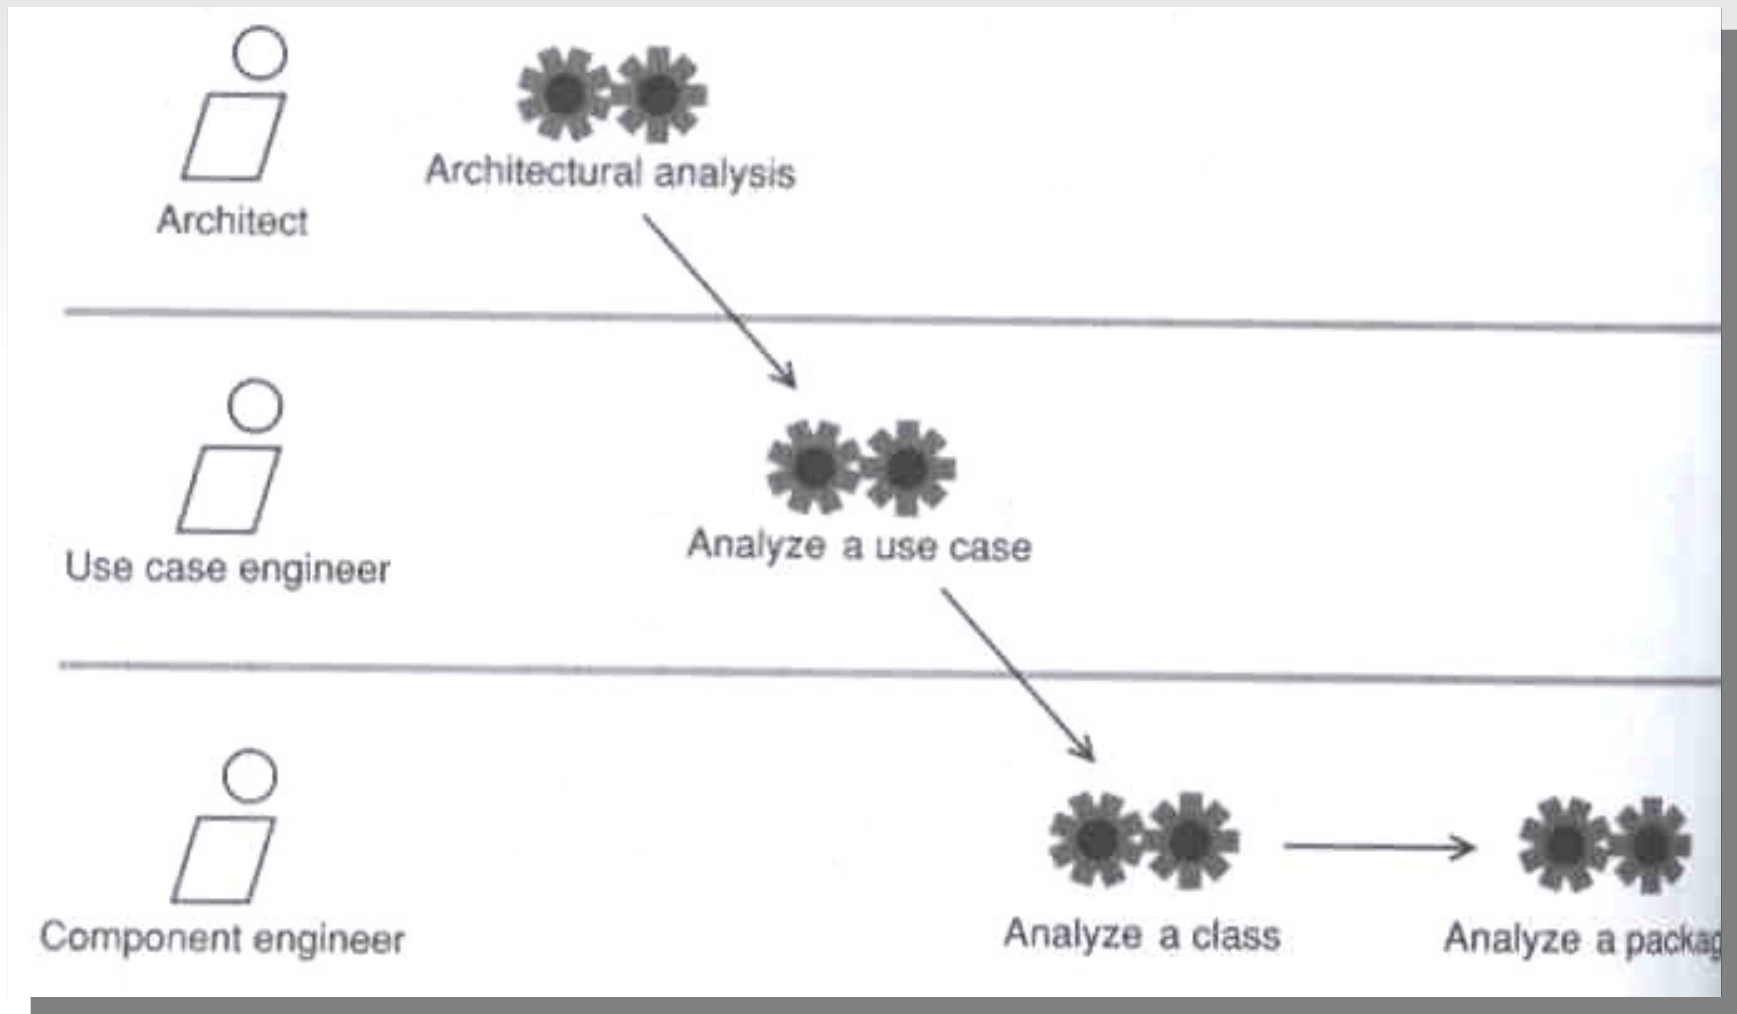 Architectural analysis
Architect
Analyze a use case
Use case engineer
Analyze a class
Analyze a packag
Component engineer